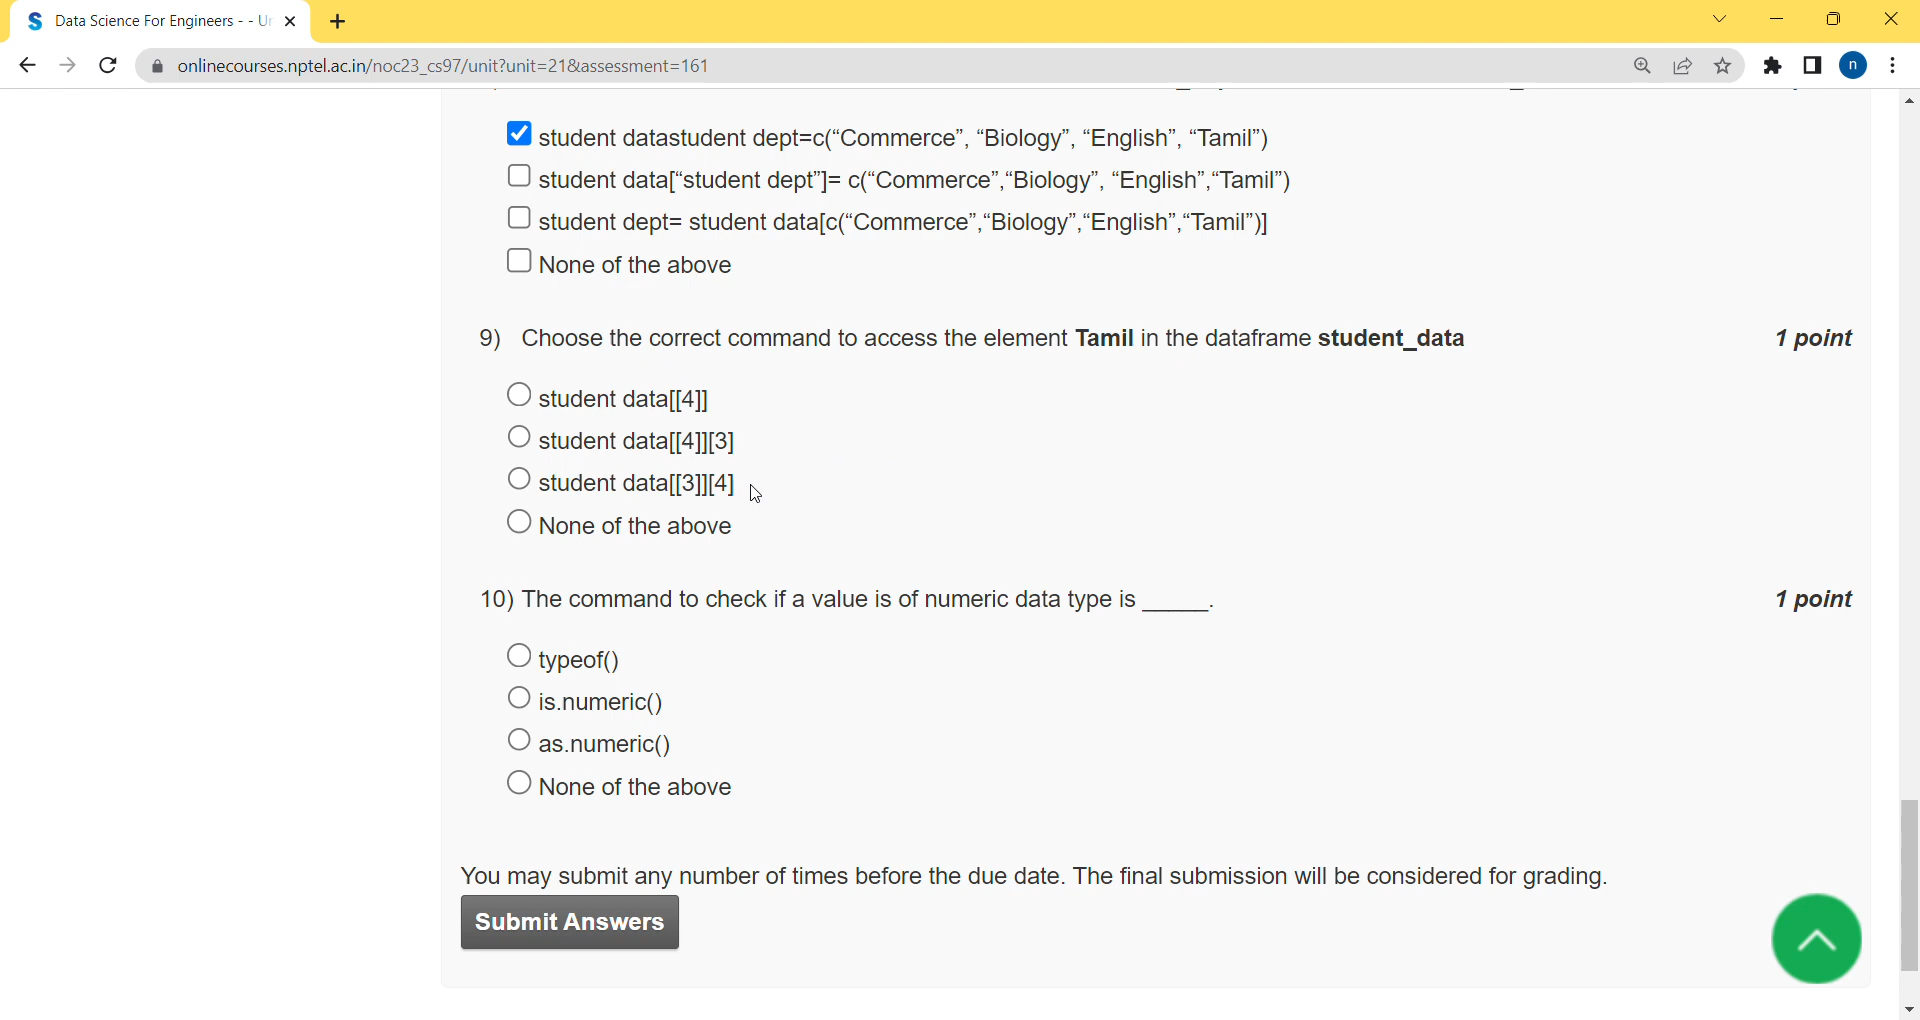 Data Science For Engineers - - Un
onlinecourses.nptel.ac.in/noc23_cs97/unit?unit=21&assessment=161
n
student datastudent dept=c(“Commerce”, “Biology”, “English”, “Tamil”)
student data[“student dept”]= c(“Commerce”,“Biology”, “English”,“Tamil”)
student dept= student data[c(“Commerce”,“Biology”,“English”,“Tamil”)]
None of the above
9) Choose the correct command to access the element Tamil in the dataframe student_data 1 point
student data[[4]]
student data[[4]][3]
student data[[3]][4]
None of the above
10) The command to check if a value is of numeric data type is _____. 1 point
typeof()
is.numeric()
as.numeric()
None of the above
You may submit any number of times before the due date. The final submission will be considered for grading.
Submit Answers